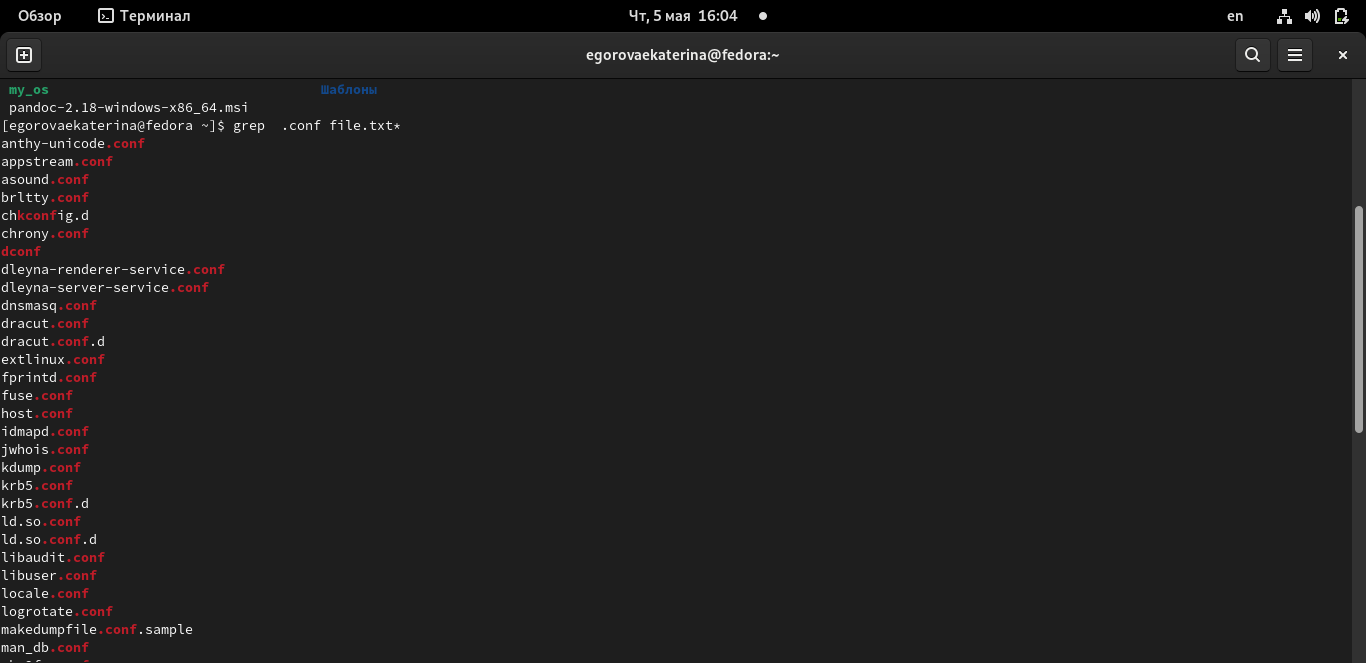 Обзор Терминал Чт, 5 мая 16:04 en
egorovaekaterina@fedora:~
my_os Шаблоны
pandoc-2.18-windows-x86_64.msi
[egorovaekaterina@fedora ~]$ grep  .conf file.txt*
anthy-unicode.conf
appstream.conf
asound.conf
brltty.conf
chkconfig.d
chrony.conf
dconf
dleyna-renderer-service.conf
dleyna-server-service.conf
dnsmasq.conf
dracut.conf
dracut.conf.d
extlinux.conf
fprintd.conf
fuse.conf
host.conf
idmapd.conf
jwhois.conf
kdump.conf
krb5.conf
krb5.conf.d
ld.so.conf
ld.so.conf.d
libaudit.conf
libuser.conf
locale.conf
logrotate.conf
makedumpfile.conf.sample
man_db.conf